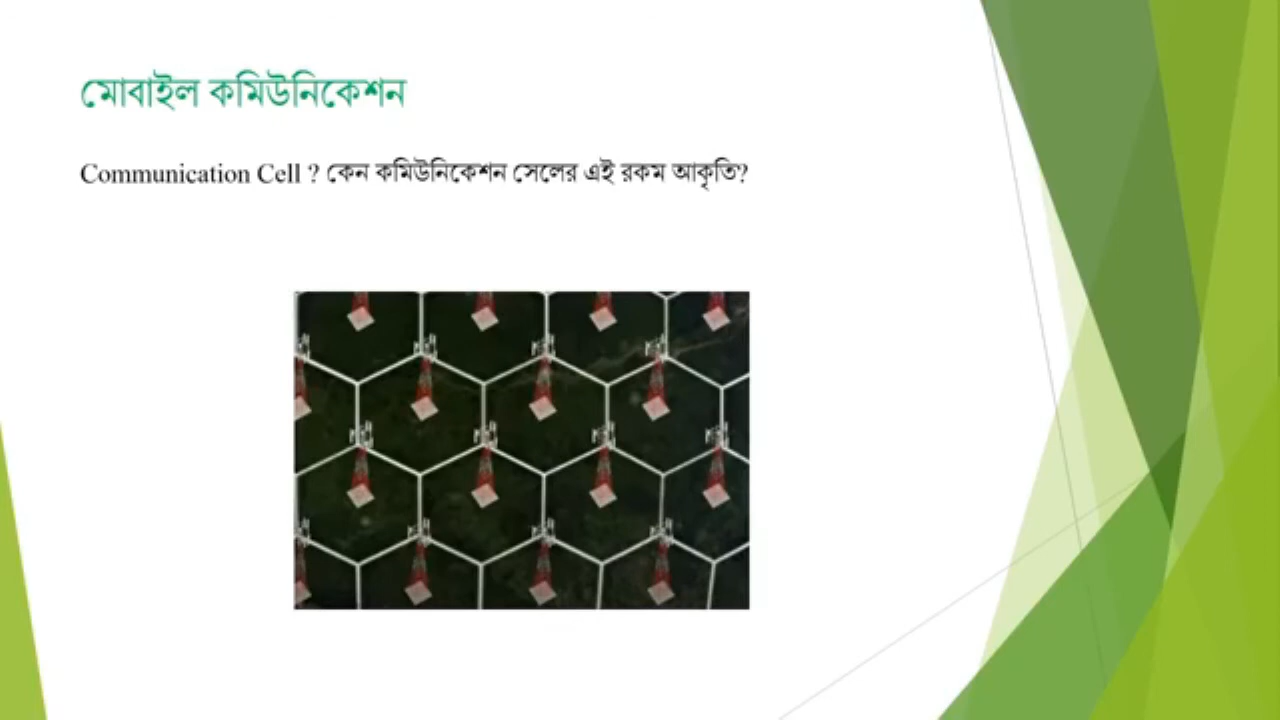 মোবাইল কমিউনিকেশন
Communication Cell ? কেন কমিউনিকেশন সেলের এই রকম আকৃতি?